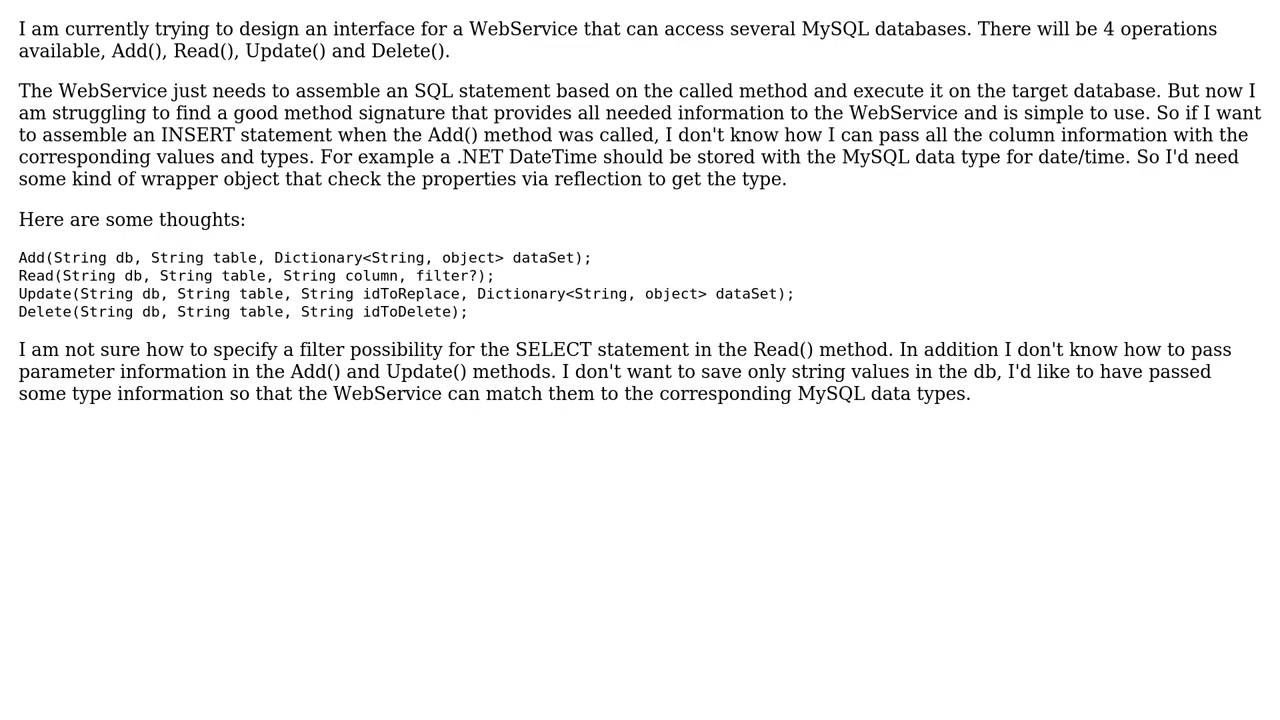 I am currently trying to design an interface for a WebService that can access several MySQL databases. There will be 4 operations
available, Add(), Read(), Update() and Delete().
The WebService just needs to assemble an SQL statement based on the called method and execute it on the target database. But now I
am struggling to find a good method signature that provides all needed information to the WebService and is simple to use. So if I want
to assemble an INSERT statement when the Add() method was called, I don't know how I can pass all the column information with the
corresponding values and types. For example a .NET DateTime should be stored with the MySQL data type for date/time. So I'd need
some kind of wrapper object that check the properties via reflection to get the type.
Here are some thoughts:
Add(String db, String table, Dictionary<String, object> dataSet);
Read(String db, String table, String column, filter?);
Update(String db, String table, String idToReplace, Dictionary<String, object> dataSet);
Delete(String db, String table, String idToDelete);
I am not sure how to specify a filter possibility for the SELECT statement in the Read() method. In addition I don't know how to pass
parameter information in the Add() and Update() methods. I don't want to save only string values in the db, I'd like to have passed
some type information so that the WebService can match them to the corresponding MySQL data types.